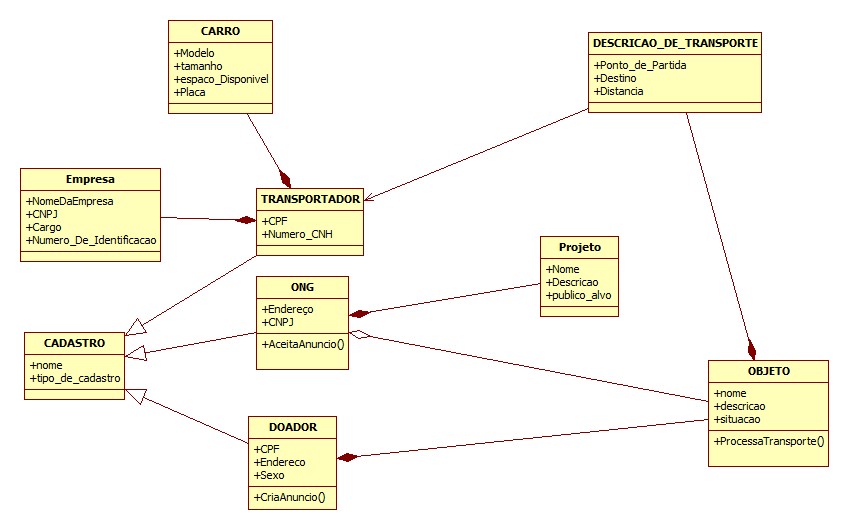 CARRO
+Modelo
+tamanho
+espaco_Disponivel
+Placa
DESCRICAO_DE_TRANSPORTE
+Ponto_de_Partida
+Destino
+Distancia
Empresa
+NomeDaEmpresa
+CNPJ
+Cargo
+Numero_De_Identificacao
TRANSPORTADOR
+CPF
+Numero_CNH
Projeto
+Nome
+Descricao
+publico_alvo
ONG
+Endereço
+CNPJ
+AceitaAnuncio()
CADASTRO
+nome
+tipo_de_cadastro
OBJETO
+nome
+descricao
+situacao
+ProcessaTransporte()
DOADOR
+CPF
+Endereco
+Sexo
+CriaAnuncio()